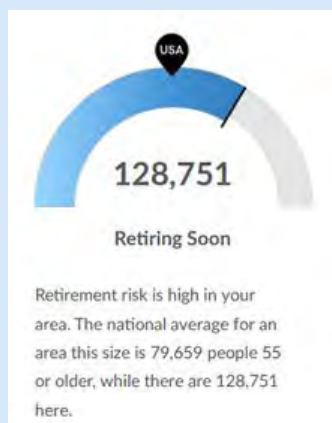 USA
128,751
Retiring Soon
Retirement risk is high in your
area. The national average for an
area this size is 79,659 people 55
or older, while there are 128,751
here.